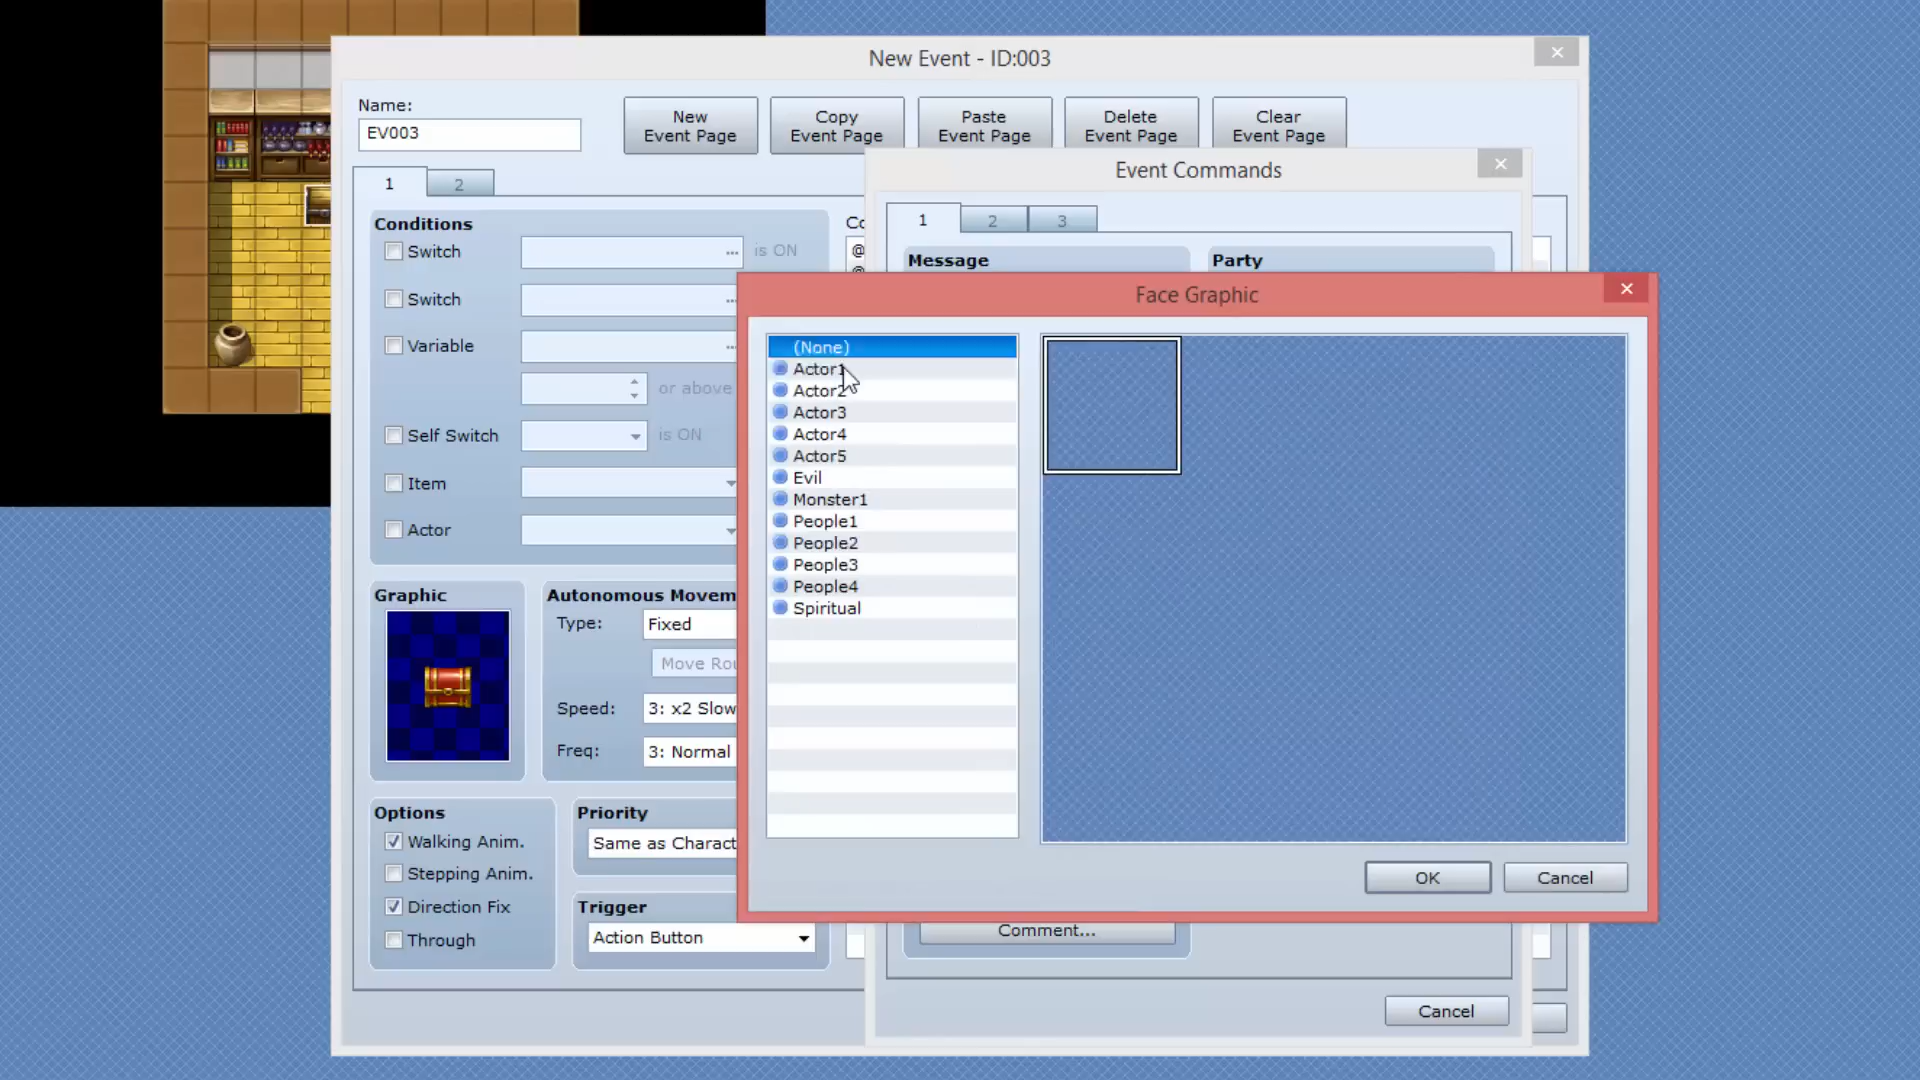 New Event - ID:003
Name:
EV003
New
Event Page
Copy
Event Page
Paste
Event Page
Delete
Event Page
Clear
Event Page
1
2
Conditions
Switch
...
is ON
Switch
...
Variable
...
or above
Self Switch
is ON
Item
Actor
Graphic
Autonomous Movem
Type:
Fixed
Move Rou
Speed:
3: x2 Slow
Freq:
3: Normal
Options
Walking Anim.
Stepping Anim.
Direction Fix
Through
Priority
Same as Charact
Trigger
Action Button
Co
@
@
Event Commands
1
2
3
Message
Party
Face Graphic
(None)
Actor1
Actor2
Actor3
Actor4
Actor5
Evil
Monster1
People1
People2
People3
People4
Spiritual
OK
Cancel
Comment...
Cancel